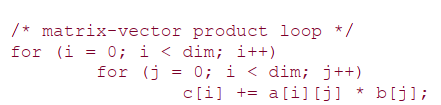 /* matrix-vector product loop */
for (i = 0; i < dim; i++)
for (j = 0; i < dim; j++)
c[i] += a[i][j] * b[j];